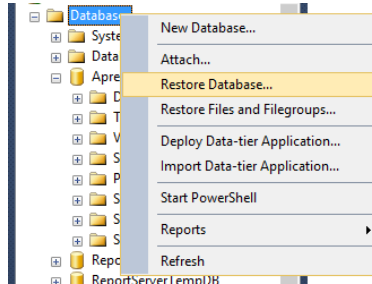 Database
New Database...
Syste
Attach...
Data
Restore Database...
Apre
Restore Files and Filegroups...
D
T
Deploy Data-tier Application...
V
Import Data-tier Application...
S
P
Start PowerShell
S
S
Reports
S
Repo
Refresh
ReportServerTempDB